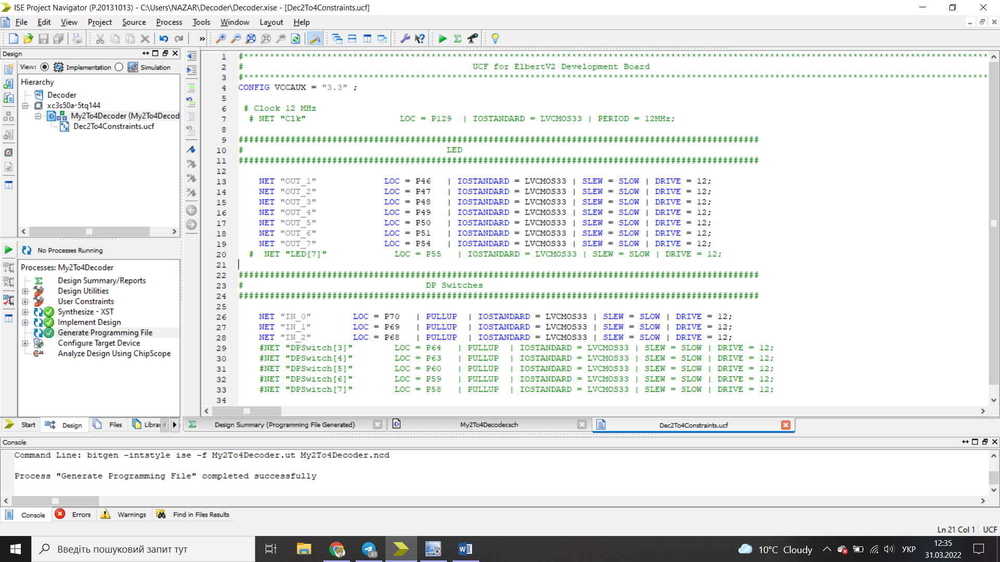 ISE Project Navigator (P.20131013) - C:\Users\NAZAR\Decoder\Decoder.xise - [Dec2To4Constraints.ucf]
File Edit View Project Source Process Tools Window Layout Help
Design
View: Implementation Simulation
Hierarchy
Decoder
xc3s50a-5tq144
My2To4Decoder (My2To4Decod
Dec2To4Constraints.ucf
No Processes Running
Processes: My2To4Decoder
Design Summary/Reports
Design Utilities
User Constraints
Synthesize - XST
Implement Design
Generate Programming File
Configure Target Device
Analyze Design Using ChipScope
Start Design Files Librar
2 # UCF for ElbertV2 Development Board
4 CONFIG VCCAUX = "3.3" ;
5
6 # Clock 12 MHz
7 # NET "Clk" LOC = P129 | IOSTANDARD = LVCMOS33 | PERIOD = 12MHz;
8
9
10 # LED
11
12
13 NET "OUT_1" LOC = P46 | IOSTANDARD = LVCMOS33 | SLEW = SLOW | DRIVE = 12;
14 NET "OUT_2" LOC = P47 | IOSTANDARD = LVCMOS33 | SLEW = SLOW | DRIVE = 12;
15 NET "OUT_3" LOC = P48 | IOSTANDARD = LVCMOS33 | SLEW = SLOW | DRIVE = 12;
16 NET "OUT_4" LOC = P49 | IOSTANDARD = LVCMOS33 | SLEW = SLOW | DRIVE = 12;
17 NET "OUT_5" LOC = P50 | IOSTANDARD = LVCMOS33 | SLEW = SLOW | DRIVE = 12;
18 NET "OUT_6" LOC = P51 | IOSTANDARD = LVCMOS33 | SLEW = SLOW | DRIVE = 12;
19 NET "OUT_7" LOC = P54 | IOSTANDARD = LVCMOS33 | SLEW = SLOW | DRIVE = 12;
20 # NET "LED[7]" LOC = P55 | IOSTANDARD = LVCMOS33 | SLEW = SLOW | DRIVE = 12;
21
22
23 # DP Switches
24
25
26 NET "IN_0" LOC = P70 | PULLUP | IOSTANDARD = LVCMOS33 | SLEW = SLOW | DRIVE = 12;
27 NET "IN_1" LOC = P69 | PULLUP | IOSTANDARD = LVCMOS33 | SLEW = SLOW | DRIVE = 12;
28 NET "IN_2" LOC = P68 | PULLUP | IOSTANDARD = LVCMOS33 | SLEW = SLOW | DRIVE = 12;
29 #NET "DPSwitch[3]" LOC = P64 | PULLUP | IOSTANDARD = LVCMOS33 | SLEW = SLOW | DRIVE = 12;
30 #NET "DPSwitch[4]" LOC = P63 | PULLUP | IOSTANDARD = LVCMOS33 | SLEW = SLOW | DRIVE = 12;
31 #NET "DPSwitch[5]" LOC = P60 | PULLUP | IOSTANDARD = LVCMOS33 | SLEW = SLOW | DRIVE = 12;
32 #NET "DPSwitch[6]" LOC = P59 | PULLUP | IOSTANDARD = LVCMOS33 | SLEW = SLOW | DRIVE = 12;
33 #NET "DPSwitch[7]" LOC = P58 | PULLUP | IOSTANDARD = LVCMOS33 | SLEW = SLOW | DRIVE = 12;
34
Design Summary (Programming File Generated) My2To4Decoder.sch Dec2To4Constraints.ucf
Console
Command Line: bitgen -intstyle ise -f My2To4Decoder.ut My2To4Decoder.ncd
Process "Generate Programming File" completed successfully
Console Errors Warnings Find in Files Results
Ln 21 Col 1 UCF
Введіть пошуковий запит тут
81
ISim
10°C Cloudy УКР
12:35
31.03.2022